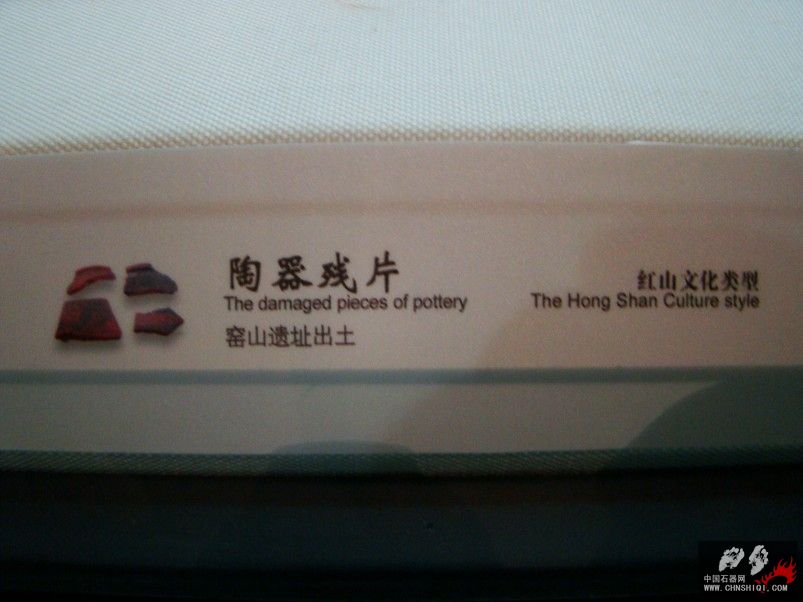 陶器残片
The damaged pieces of pottery
窑山遗址出土
红山文化类型
The Hong Shan Culture style
中国石器网
WWW.CHNSHIQI.COM